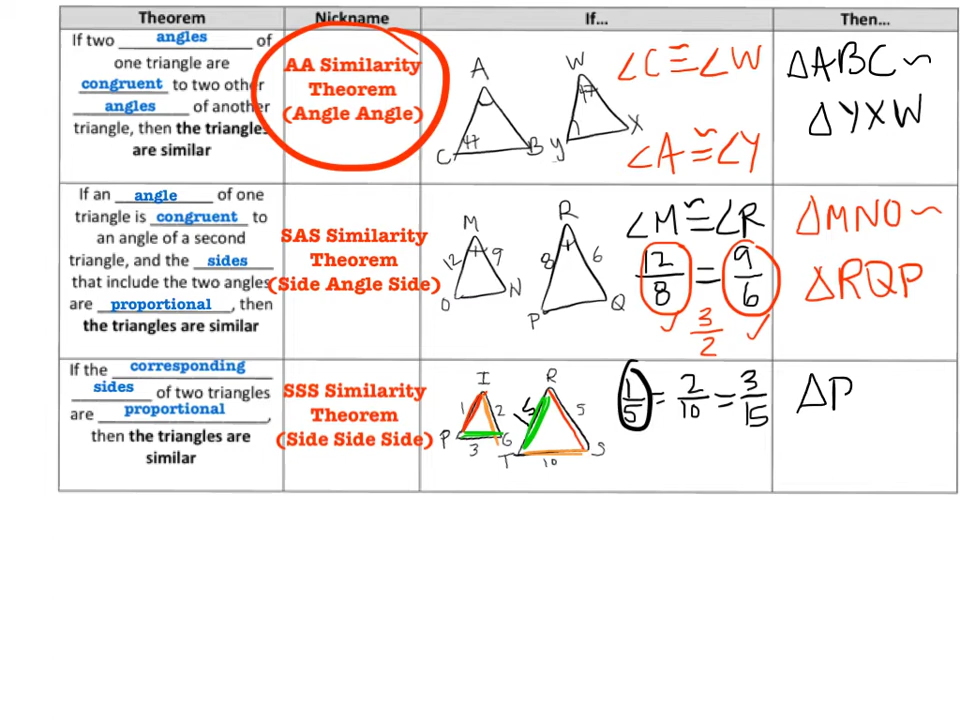 Theorem Nickname If... Then...
If two angles of
one triangle are
congruent to two other
angles of another
triangle, then the triangles
are similar
AA Similarity
Theorem
(Angle Angle)
A
C 47 B
W
47
Y X
∠C ≅ ∠W
∠A ≅ ∠Y
ΔABC ~
ΔYXW
If an angle of one
triangle is congruent to
an angle of a second
triangle, and the sides
that include the two angles
are proportional, then
the triangles are similar
SAS Similarity
Theorem
(Side Angle Side)
M
12 9
O N
R
8 6
P Q
∠M ≅ ∠R
12/8 = 9/6
3/2
ΔMNO ~
ΔRQP
If the corresponding
sides of two triangles
are proportional,
then the triangles are
similar
SSS Similarity
Theorem
(Side Side Side)
I
1 2
P G
3
R
15 5
T S
10
1/5 = 2/10 = 3/15
ΔP